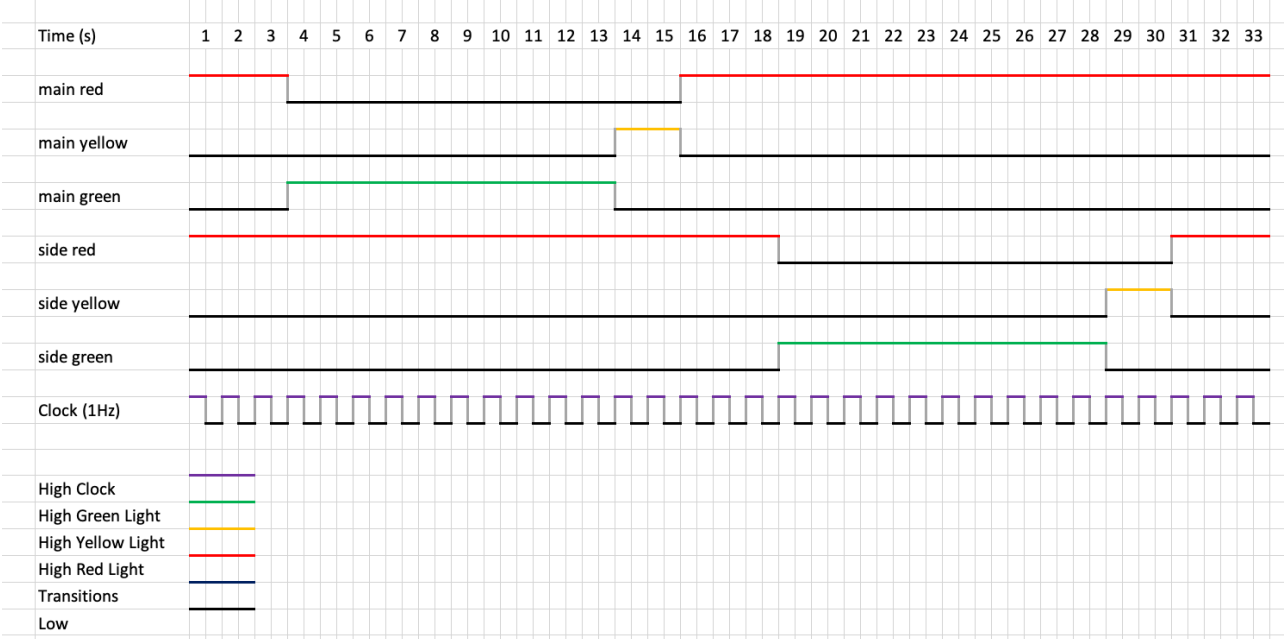 Time (s) 1 2 3 4 5 6 7 8 9 10 11 12 13 14 15 16 17 18 19 20 21 22 23 24 25 26 27 28 29 30 31 32 33
main red
main yellow
main green
side red
side yellow
side green
Clock (1Hz)
High Clock
High Green Light
High Yellow Light
High Red Light
Transitions
Low